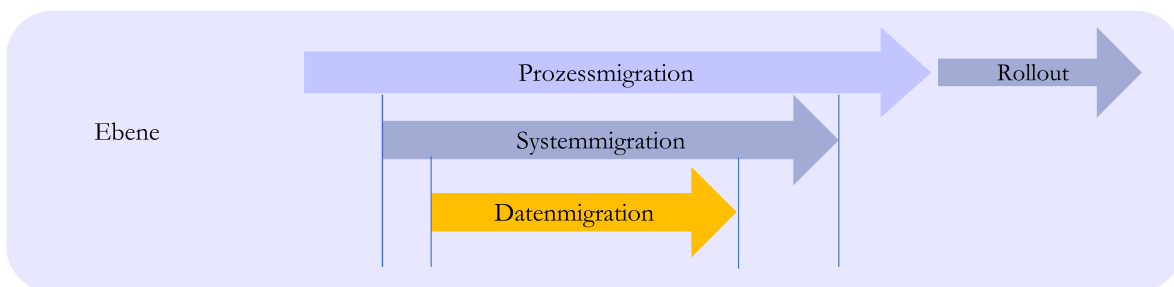 Prozessmigration
Rollout
Ebene
Systemmigration
Datenmigration